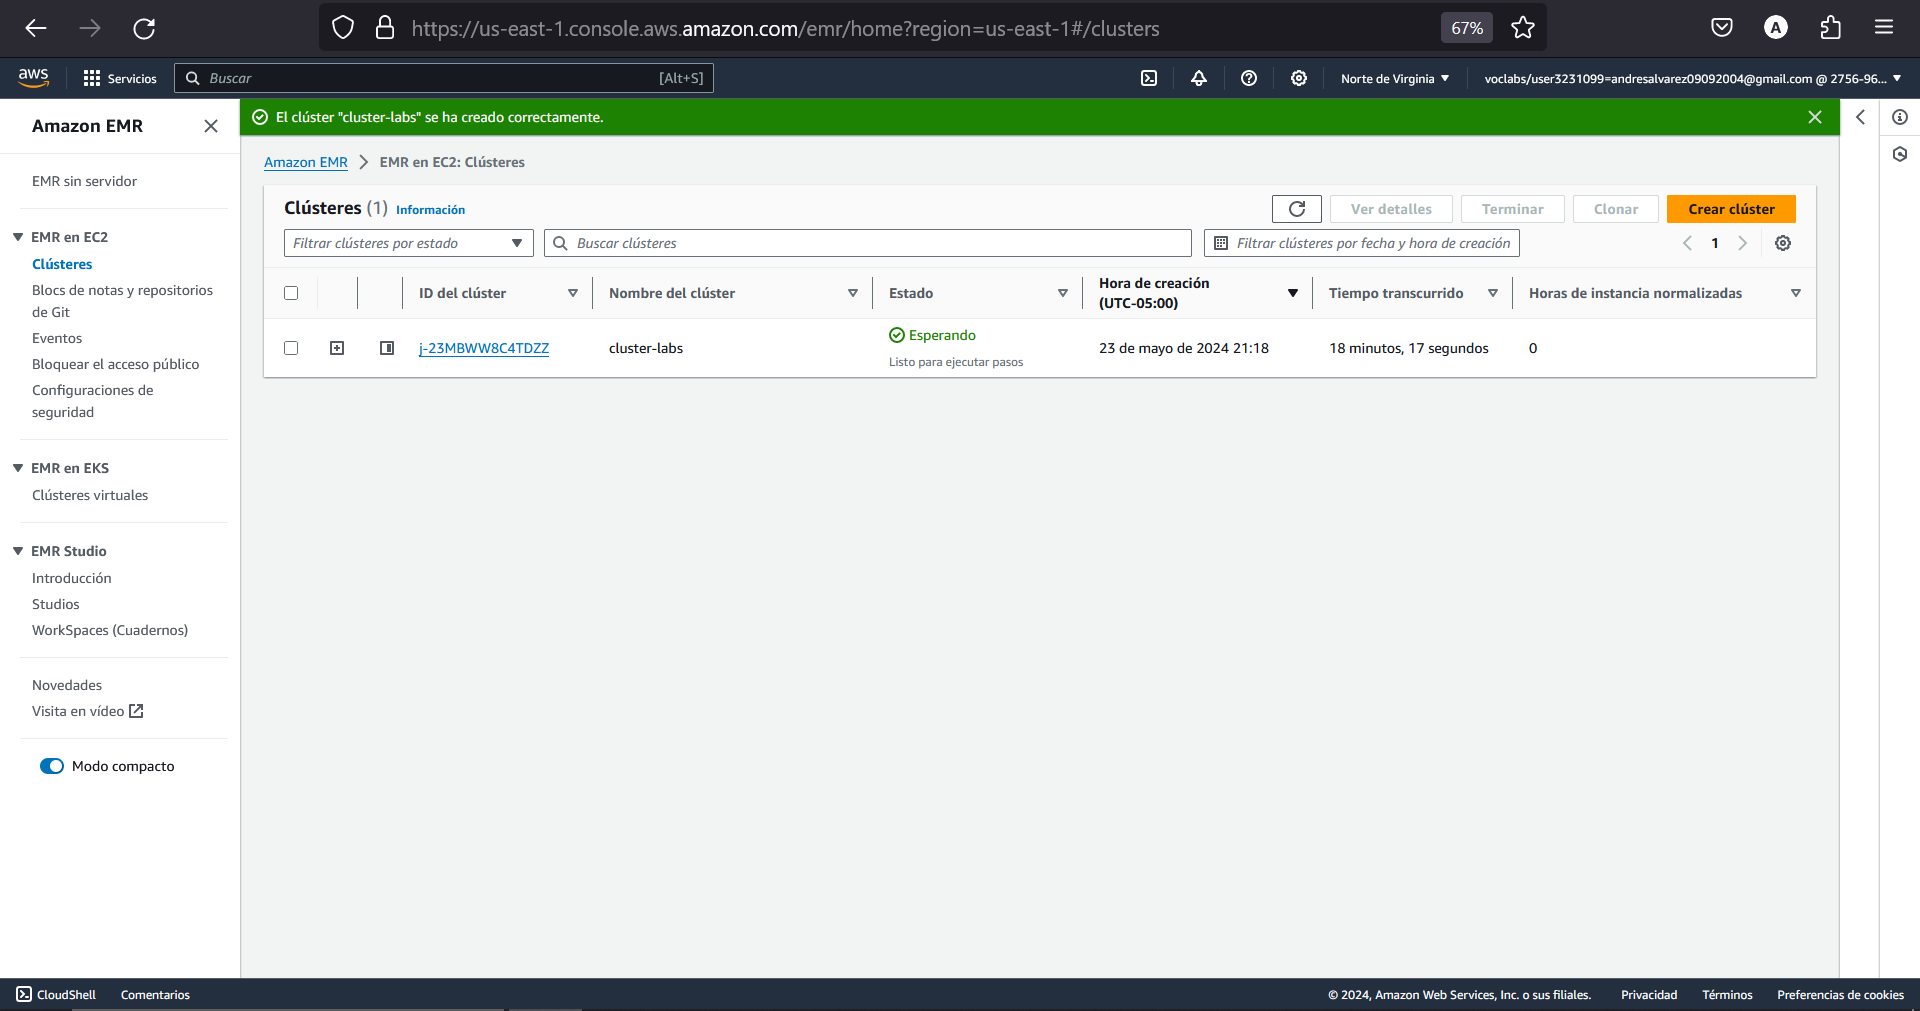 https://us-east-1.console.aws.amazon.com/emr/home?region=us-east-1#/clusters
67%
A
aws
Servicios
Buscar
[Alt+S]
Norte de Virginia
voclabs/user3231099=andresalvarez09092004@gmail.com @ 2756-96...
Amazon EMR
EMR sin servidor
EMR en EC2
Clústeres
Blocs de notas y repositorios
de Git
Eventos
Bloquear el acceso público
Configuraciones de
seguridad
EMR en EKS
Clústeres virtuales
EMR Studio
Introducción
Studios
WorkSpaces (Cuadernos)
Novedades
Visita en vídeo
Modo compacto
El clúster "cluster-labs" se ha creado correctamente.
Amazon EMR
EMR en EC2: Clústeres
Clústeres (1) Información
Ver detalles
Terminar
Clonar
Crear clúster
Filtrar clústeres por estado
Buscar clústeres
Filtrar clústeres por fecha y hora de creación
1
ID del clúster
Nombre del clúster
Estado
Hora de creación
(UTC-05:00)
Tiempo transcurrido
Horas de instancia normalizadas
j-23MBWW8C4TDZZ
cluster-labs
Esperando
Listo para ejecutar pasos
23 de mayo de 2024 21:18
18 minutos, 17 segundos
0
CloudShell
Comentarios
© 2024, Amazon Web Services, Inc. o sus filiales.
Privacidad
Términos
Preferencias de cookies